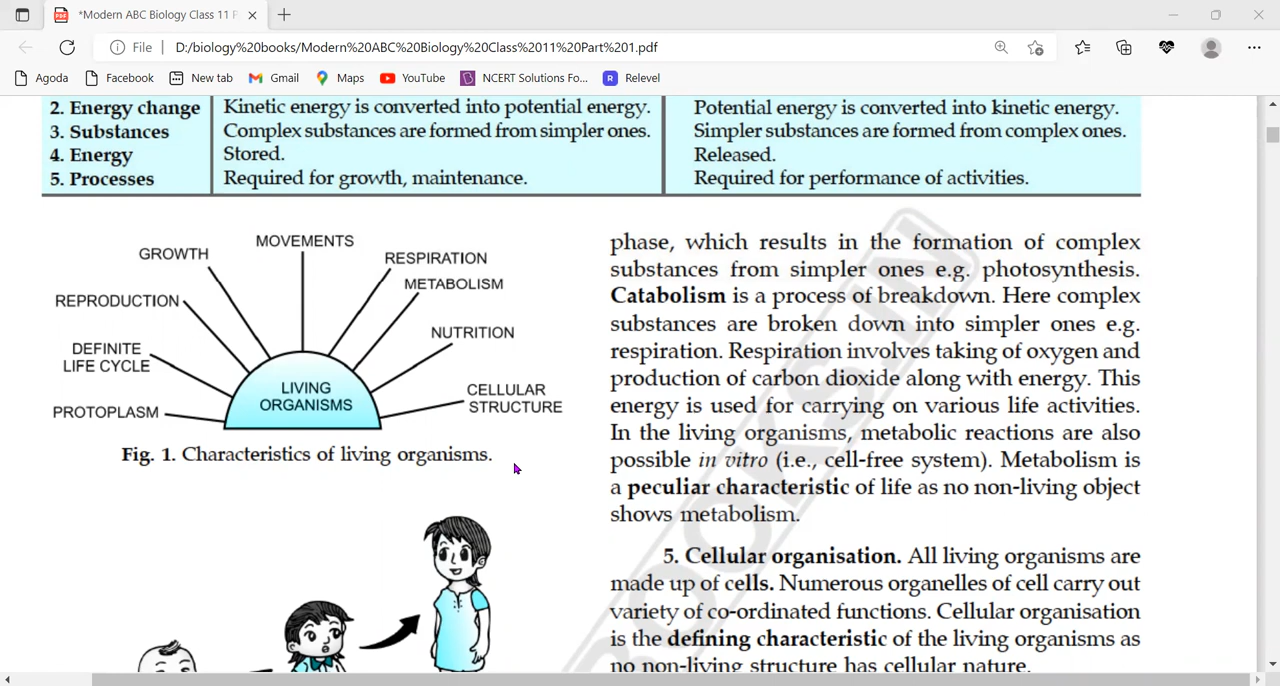 *Modern ABC Biology Class 11 P
File D:/biology%20books/Modern%20ABC%20Biology%20Class%2011%20Part%201.pdf
Agoda Facebook New tab Gmail Maps YouTube NCERT Solutions Fo... Relevel
2. Energy change Kinetic energy is converted into potential energy. Potential energy is converted into kinetic energy.
3. Substances Complex substances are formed from simpler ones. Simpler substances are formed from complex ones.
4. Energy Stored. Released.
5. Processes Required for growth, maintenance. Required for performance of activities.
MOVEMENTS
GROWTH
RESPIRATION
METABOLISM
REPRODUCTION
NUTRITION
DEFINITE
LIFE CYCLE
LIVING
ORGANISMS
CELLULAR
STRUCTURE
PROTOPLASM
Fig. 1. Characteristics of living organisms.
phase, which results in the formation of complex
substances from simpler ones e.g. photosynthesis.
Catabolism is a process of breakdown. Here complex
substances are broken down into simpler ones e.g.
respiration. Respiration involves taking of oxygen and
production of carbon dioxide along with energy. This
energy is used for carrying on various life activities.
In the living organisms, metabolic reactions are also
possible in vitro (i.e., cell-free system). Metabolism is
a peculiar characteristic of life as no non-living object
shows metabolism.
5. Cellular organisation. All living organisms are
made up of cells. Numerous organelles of cell carry out
variety of co-ordinated functions. Cellular organisation
is the defining characteristic of the living organisms as
no non-living structure has cellular nature.
BOOKS.IN